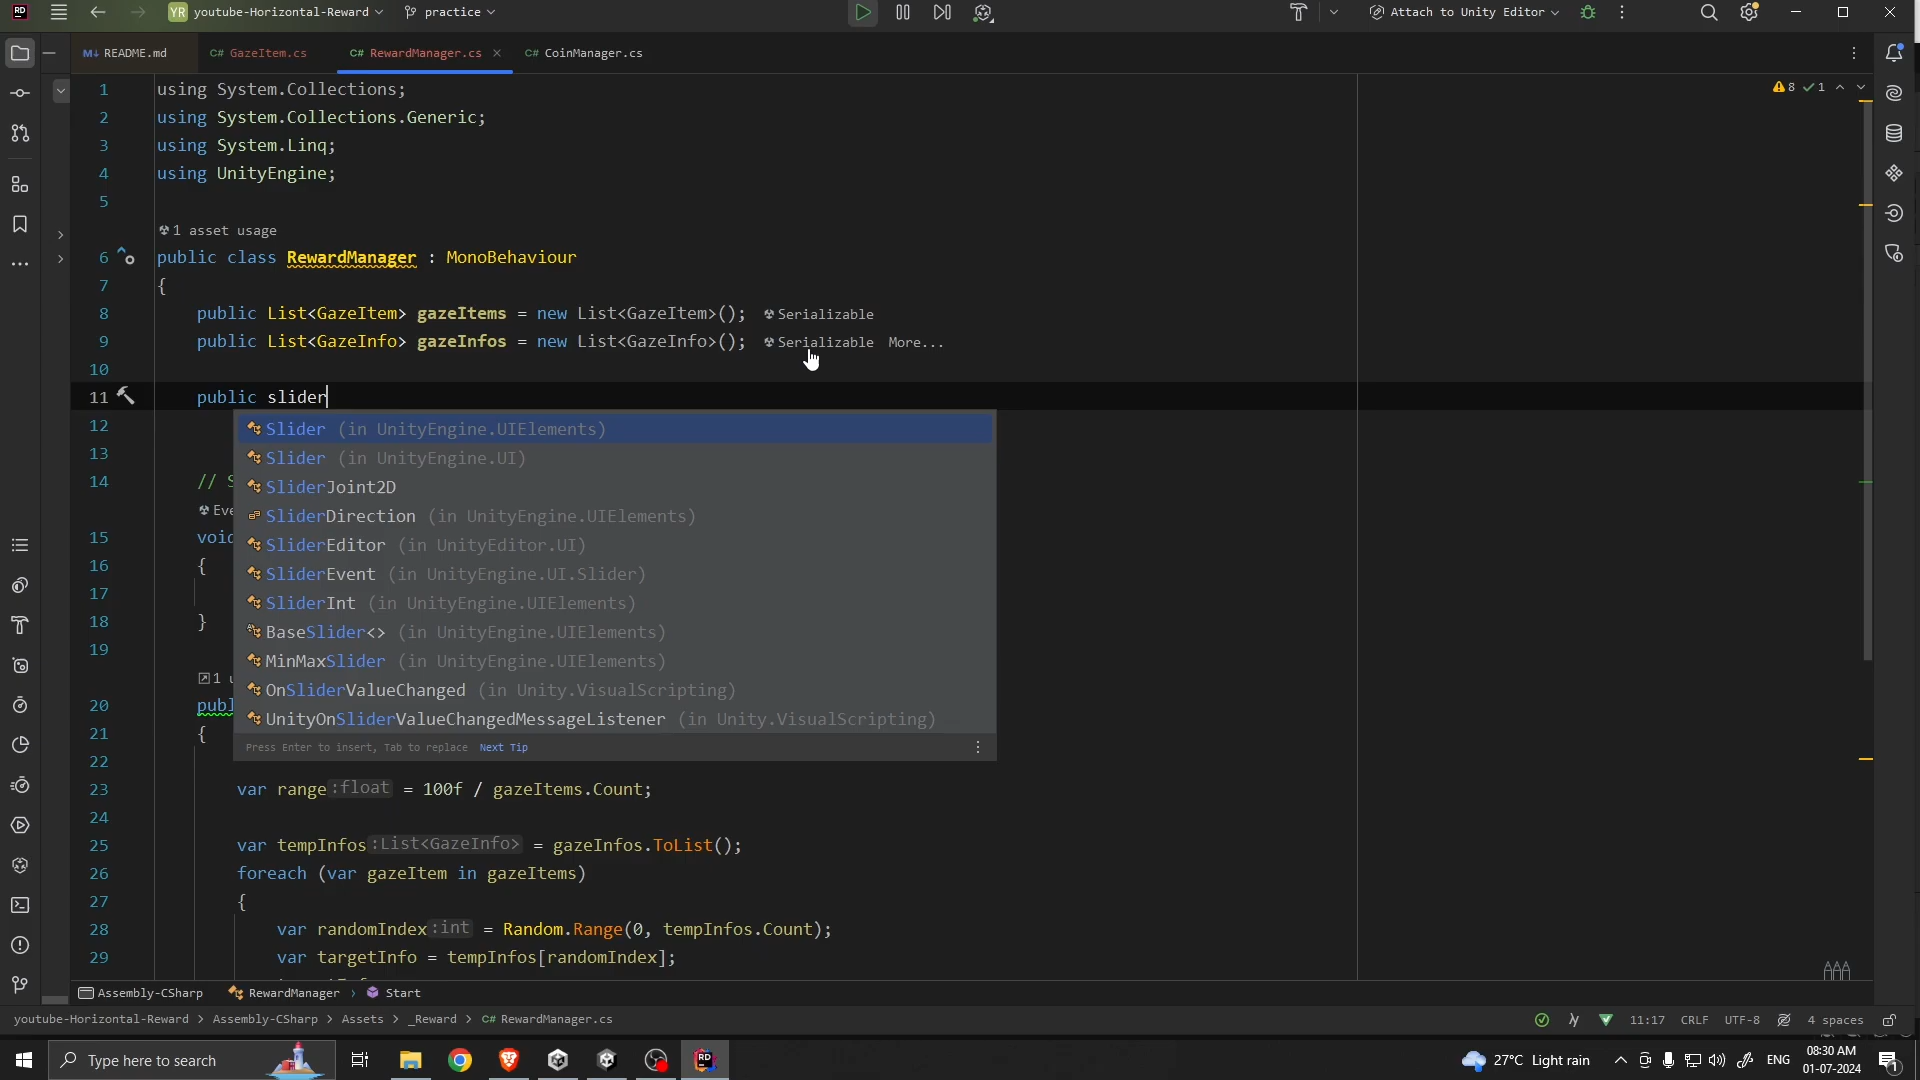 RD YR youtube-Horizontal-Reward practice Attach to Unity Editor
M↓ README.md C# GazeItem.cs C# RewardManager.cs C# CoinManager.cs
1 using System.Collections; 8 1
2 using System.Collections.Generic;
3 using System.Linq;
4 using UnityEngine;
5
1 asset usage
6 public class RewardManager : MonoBehaviour
7 {
8 public List<GazeItem> gazeItems = new List<GazeItem>(); Serializable
9 public List<GazeInfo> gazeInfos = new List<GazeInfo>(); Serializable More...
10
11 public slider
12 Slider (in UnityEngine.UIElements)
13 Slider (in UnityEngine.UI)
14 // S SliderJoint2D
Eve SliderDirection (in UnityEngine.UIElements)
15 void SliderEditor (in UnityEditor.UI)
16 { SliderEvent (in UnityEngine.UI.Slider)
17 SliderInt (in UnityEngine.UIElements)
18 } BaseSlider<> (in UnityEngine.UIElements)
19 MinMaxSlider (in UnityEngine.UIElements)
1 u OnSliderValueChanged (in Unity.VisualScripting)
20 publ UnityOnSliderValueChangedMessageListener (in Unity.VisualScripting)
21 { Press Enter to insert, Tab to replace Next Tip
22
23 var range :float = 100f / gazeItems.Count;
24
25 var tempInfos :List<GazeInfo> = gazeInfos.ToList();
26 foreach (var gazeItem in gazeItems)
27 {
28 var randomIndex :int = Random.Range(0, tempInfos.Count);
29 var targetInfo = tempInfos[randomIndex];
Assembly-CSharp RewardManager › Start
youtube-Horizontal-Reward › Assembly-CSharp › Assets › _Reward › C# RewardManager.cs 11:17 CRLF UTF-8 4 spaces
Type here to search RD 27°C Light rain ENG 08:30 AM
01-07-2024 1